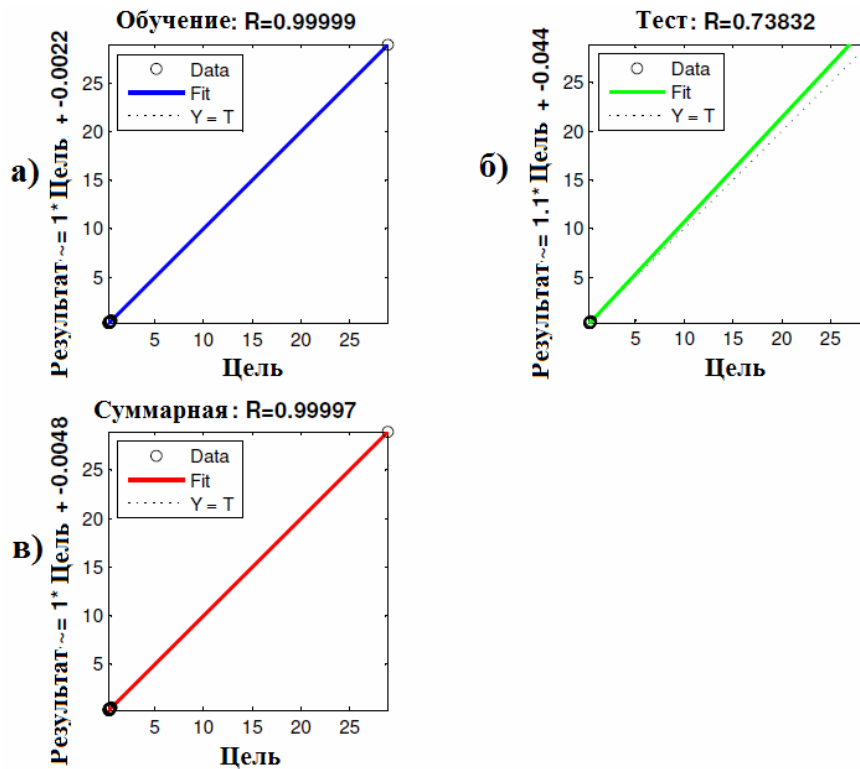 Обучение: R=0.99999
Data
Fit
Y = T
а)
Результат ~= 1* Цель + -0.0022
25
20
15
10
5
5 10 15 20 25
Цель
Тест: R=0.73832
Data
Fit
Y = T
б)
Результат ~= 1.1* Цель + -0.044
25
20
15
10
5
5 10 15 20 25
Цель
Суммарная: R=0.99997
Data
Fit
Y = T
в)
Результат ~= 1* Цель + -0.0048
25
20
15
10
5
5 10 15 20 25
Цель